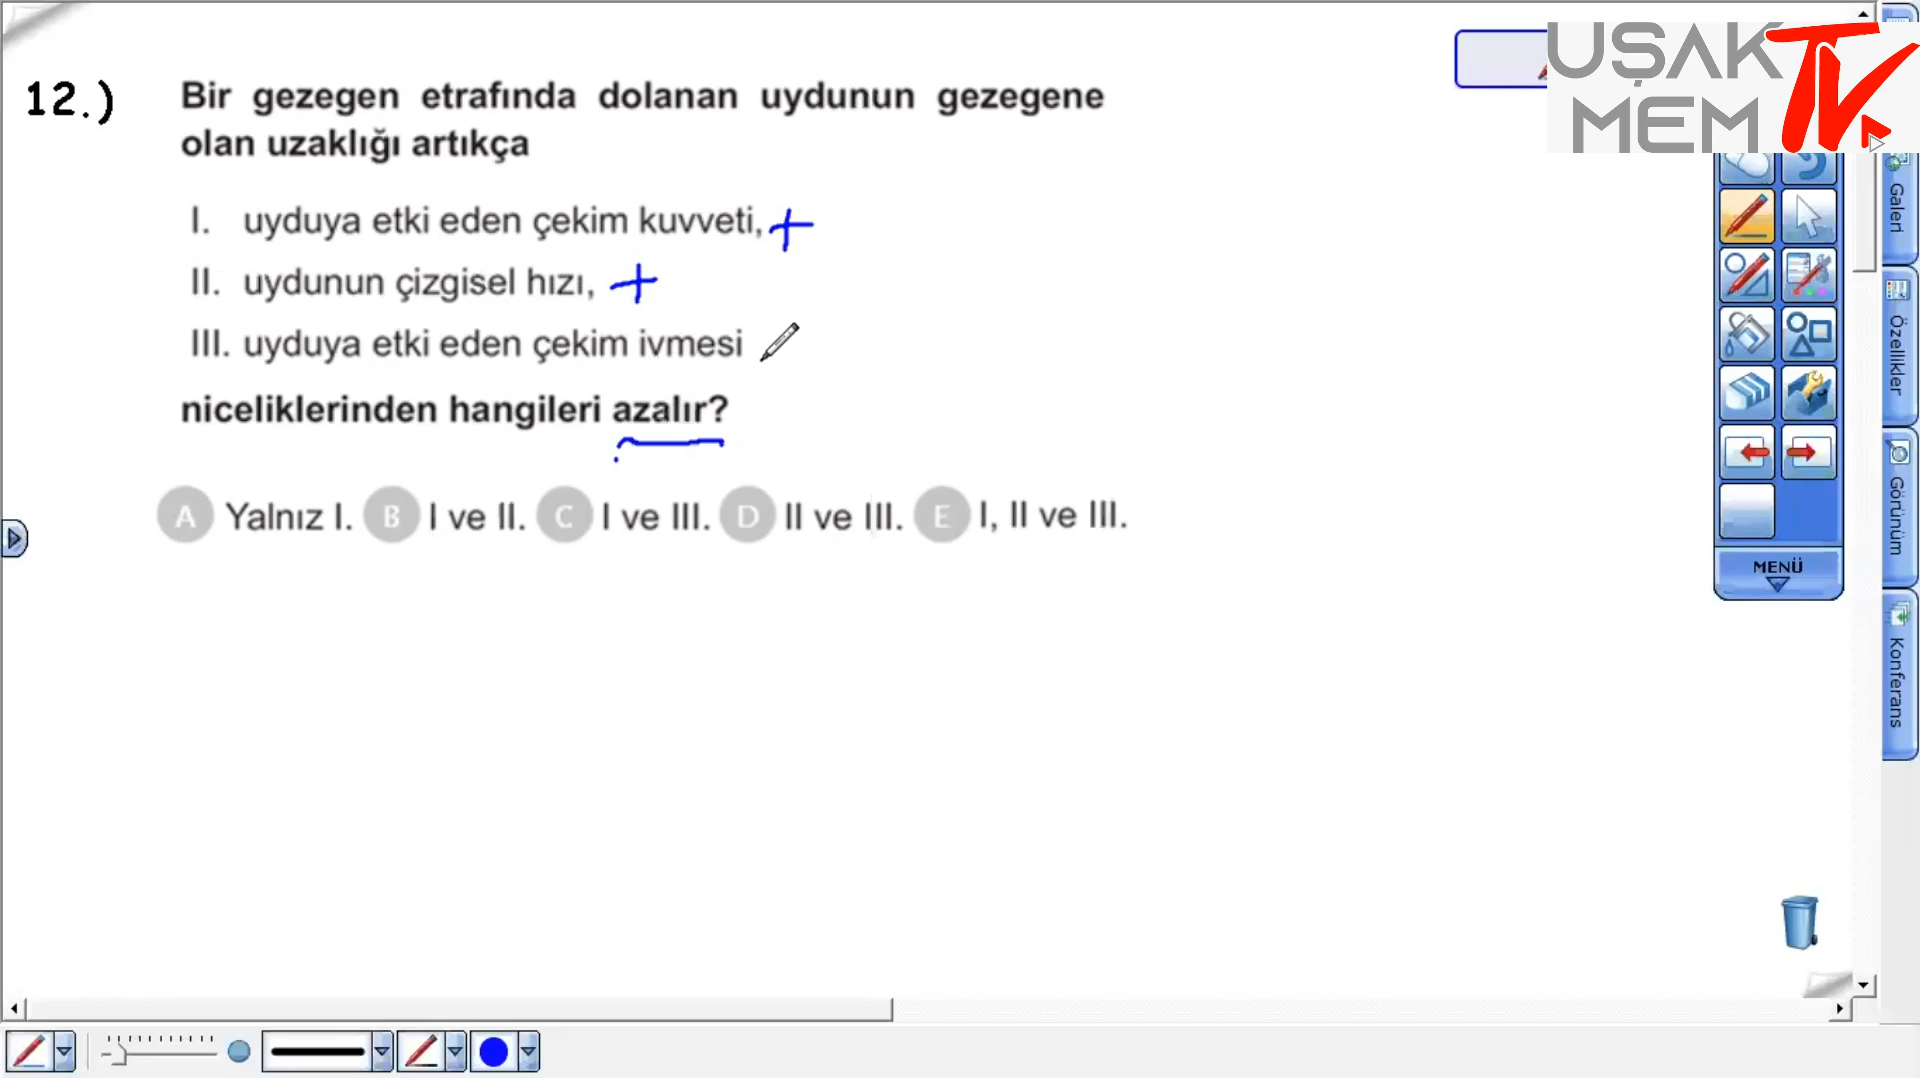 UŞAK
MEM TV
12.) Bir gezegen etrafında dolanan uydunun gezegene
olan uzaklığı artıkça
I. uyduya etki eden çekim kuvveti, +
II. uydunun çizgisel hızı, +
III. uyduya etki eden çekim ivmesi
niceliklerinden hangileri azalır?
A Yalnız I. B I ve II. C I ve III. D II ve III. E I, II ve III.
MENÜ
Galeri
Özellikler
Görünüm
Konferans